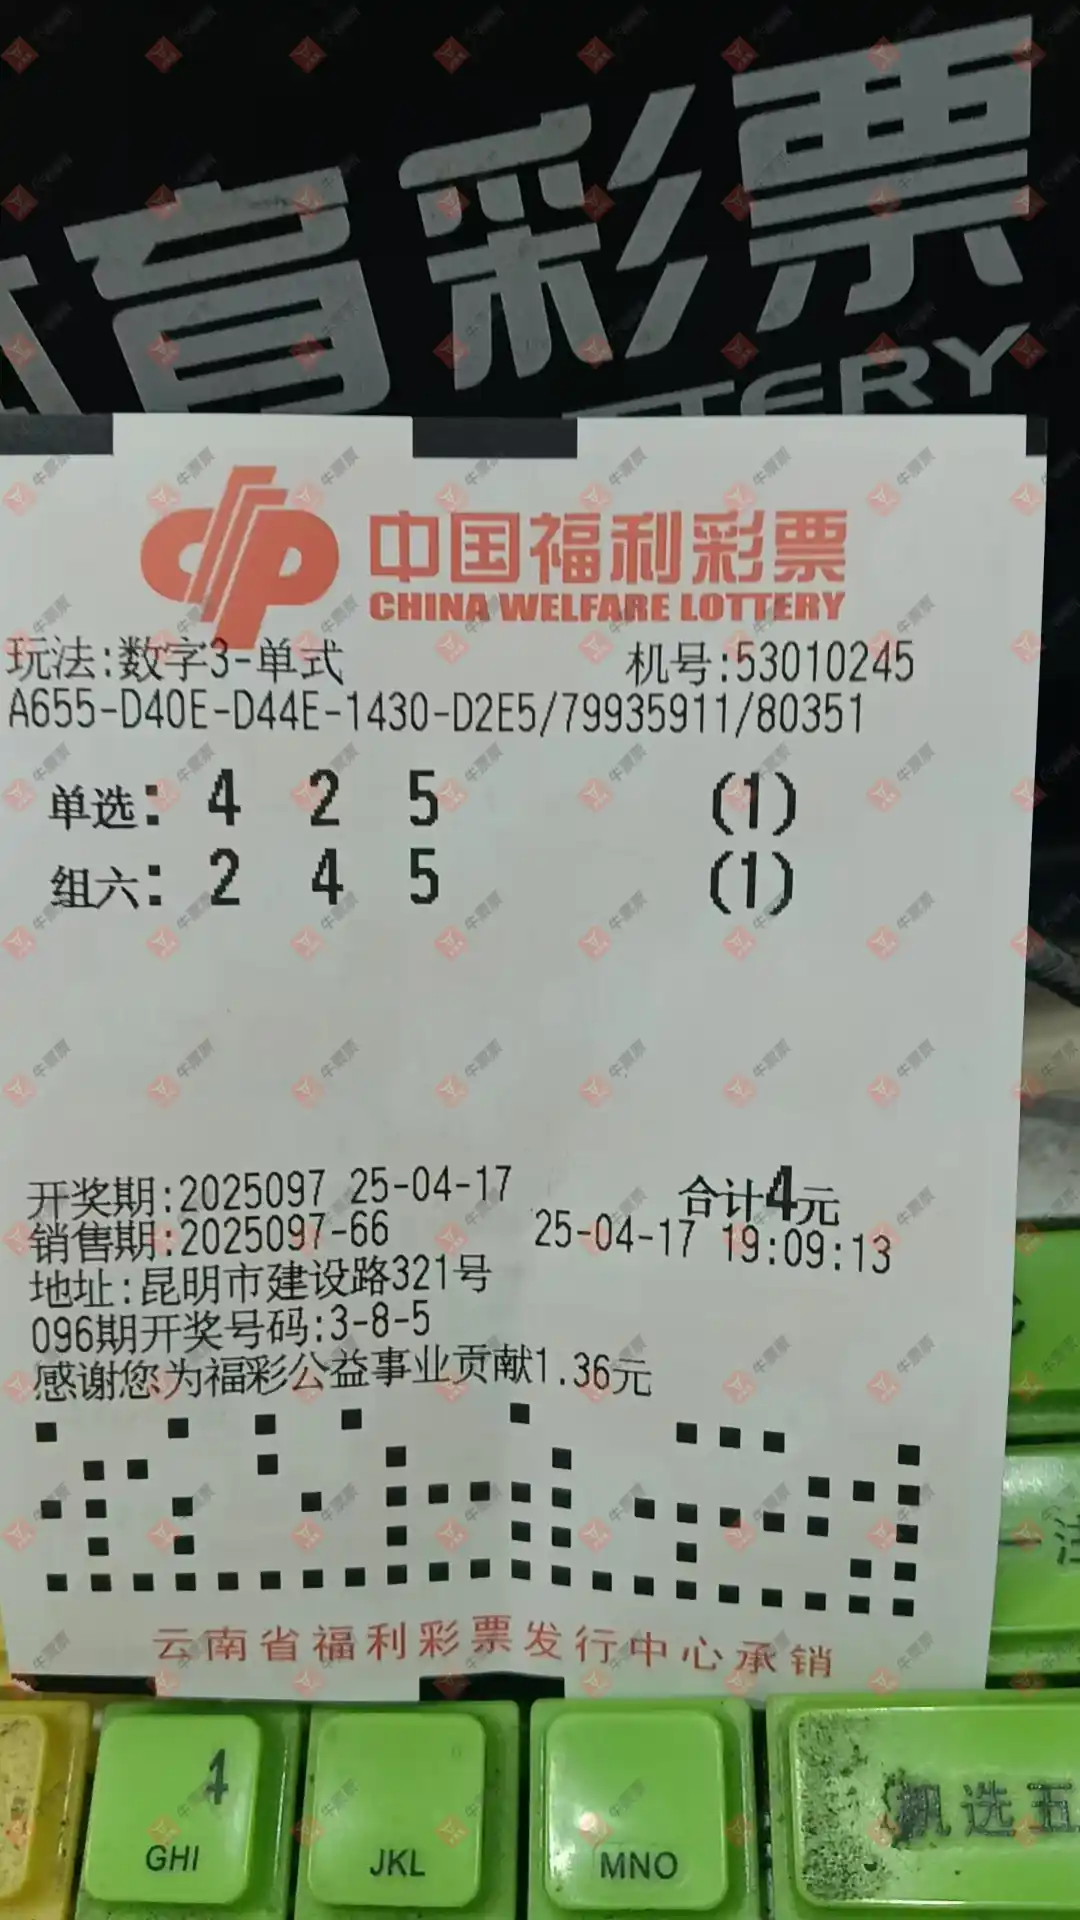 育彩票
TTERY
中国福利彩票
CHINA WELFARE LOTTERY
玩法:数字3-单式 机号:53010245
A655-D40E-D44E-1430-D2E5/79935911/80351
单选: 4 2 5 (1)
组六: 2 4 5 (1)
开奖期:2025097 25-04-17 合计4元
销售期:2025097-66 25-04-17 19:09:13
地址:昆明市建设路321号
096期开奖号码:3-8-5
感谢您为福彩公益事业贡献1.36元
云南省福利彩票发行中心承销
4
GHI
JKL
MNO
机选五
牛票票